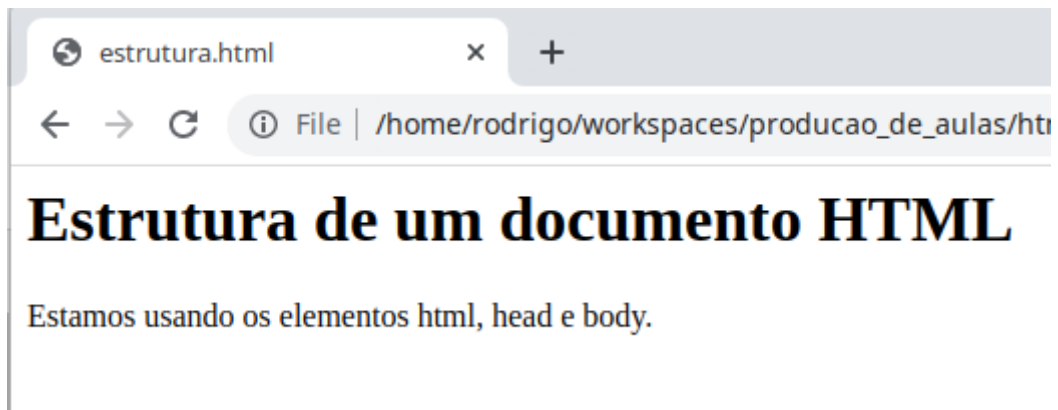 estrutura.html
File /home/rodrigo/workspaces/producao_de_aulas/
Estrutura de um documento HTML
Estamos usando os elementos html, head e body.